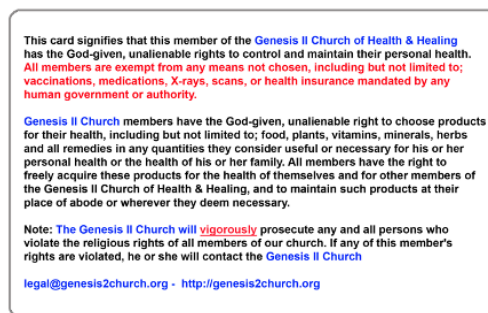 This card signifies that this member of the Genesis II Church of Health & Healing
has the God-given, unalienable rights to control and maintain their personal health.
All members are exempt from any means not chosen, including but not limited to;
vaccinations, medications, X-rays, scans, or health insurance mandated by any
human government or authority.
Genesis II Church members have the God-given, unalienable right to choose products
for their health, including but not limited to; food, plants, vitamins, minerals, herbs
and all remedies in any quantities they consider useful or necessary for his or her
personal health or the health of his or her family. All members have the right to
freely acquire these products for the health of themselves and for other members of
the Genesis II Church of Health & Healing, and to maintain such products at their
place of abode or wherever they deem necessary.
Note: The Genesis II Church will vigorously prosecute any and all persons who
violate the religious rights of all members of our church. If any of this member's
rights are violated, he or she will contact the Genesis II Church
legal@genesis2church.org - http://genesis2church.org